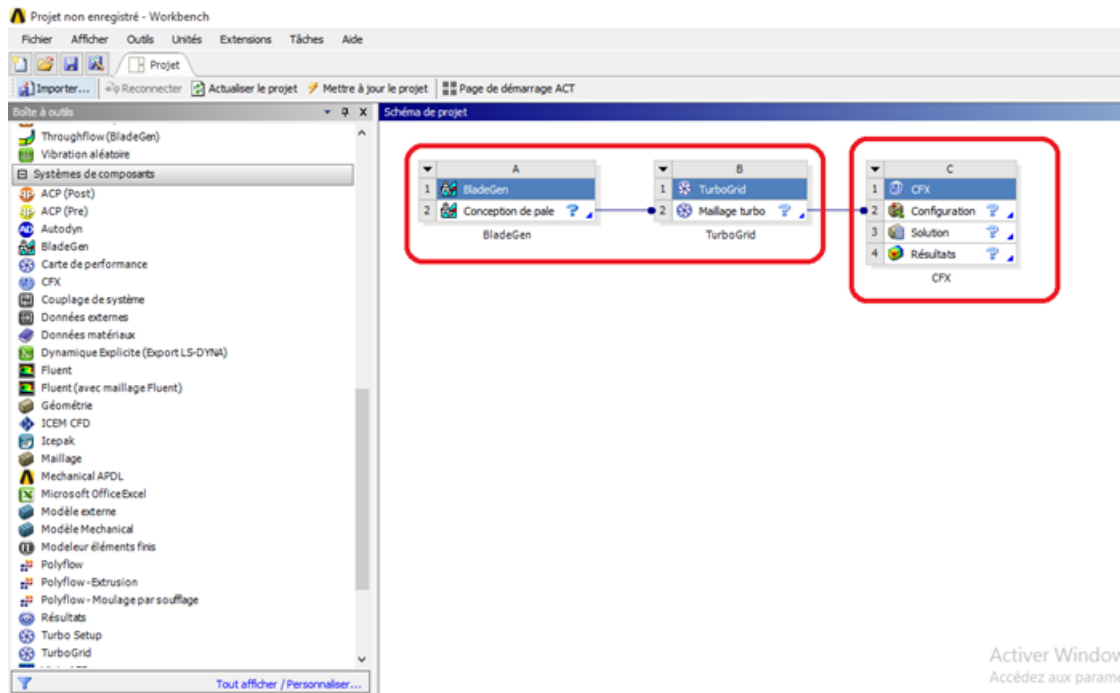 Projet non enregistré - Workbench
Fichier Afficher Outils Unités Extensions Tâches Aide
Projet
Importer... Reconnecter Actualiser le projet Mettre à jour le projet Page de démarrage ACT
Boîte à outils
Throughflow (BladeGen)
Vibration aléatoire
Systèmes de composants
ACP (Post)
ACP (Pre)
Autodyn
BladeGen
Carte de performance
CFX
Couplage de système
Données externes
Données matériaux
Dynamique Explicite (Export LS-DYNA)
Fluent
Fluent (avec maillage Fluent)
Géométrie
ICEM CFD
Icepak
Maillage
Mechanical APDL
Microsoft Office Excel
Modèle externe
Modèle Mechanical
Modeleur éléments finis
Polyflow
Polyflow - Extrusion
Polyflow - Moulage par soufflage
Résultats
Turbo Setup
TurboGrid
Tout afficher / Personnaliser...
Schéma de projet
A
1 BladeGen
2 Conception de pale ?
BladeGen
B
1 TurboGrid
2 Maillage turbo ?
TurboGrid
C
1 CFX
2 Configuration ?
3 Solution ?
4 Résultats ?
CFX
Activer Window
Accédez aux param